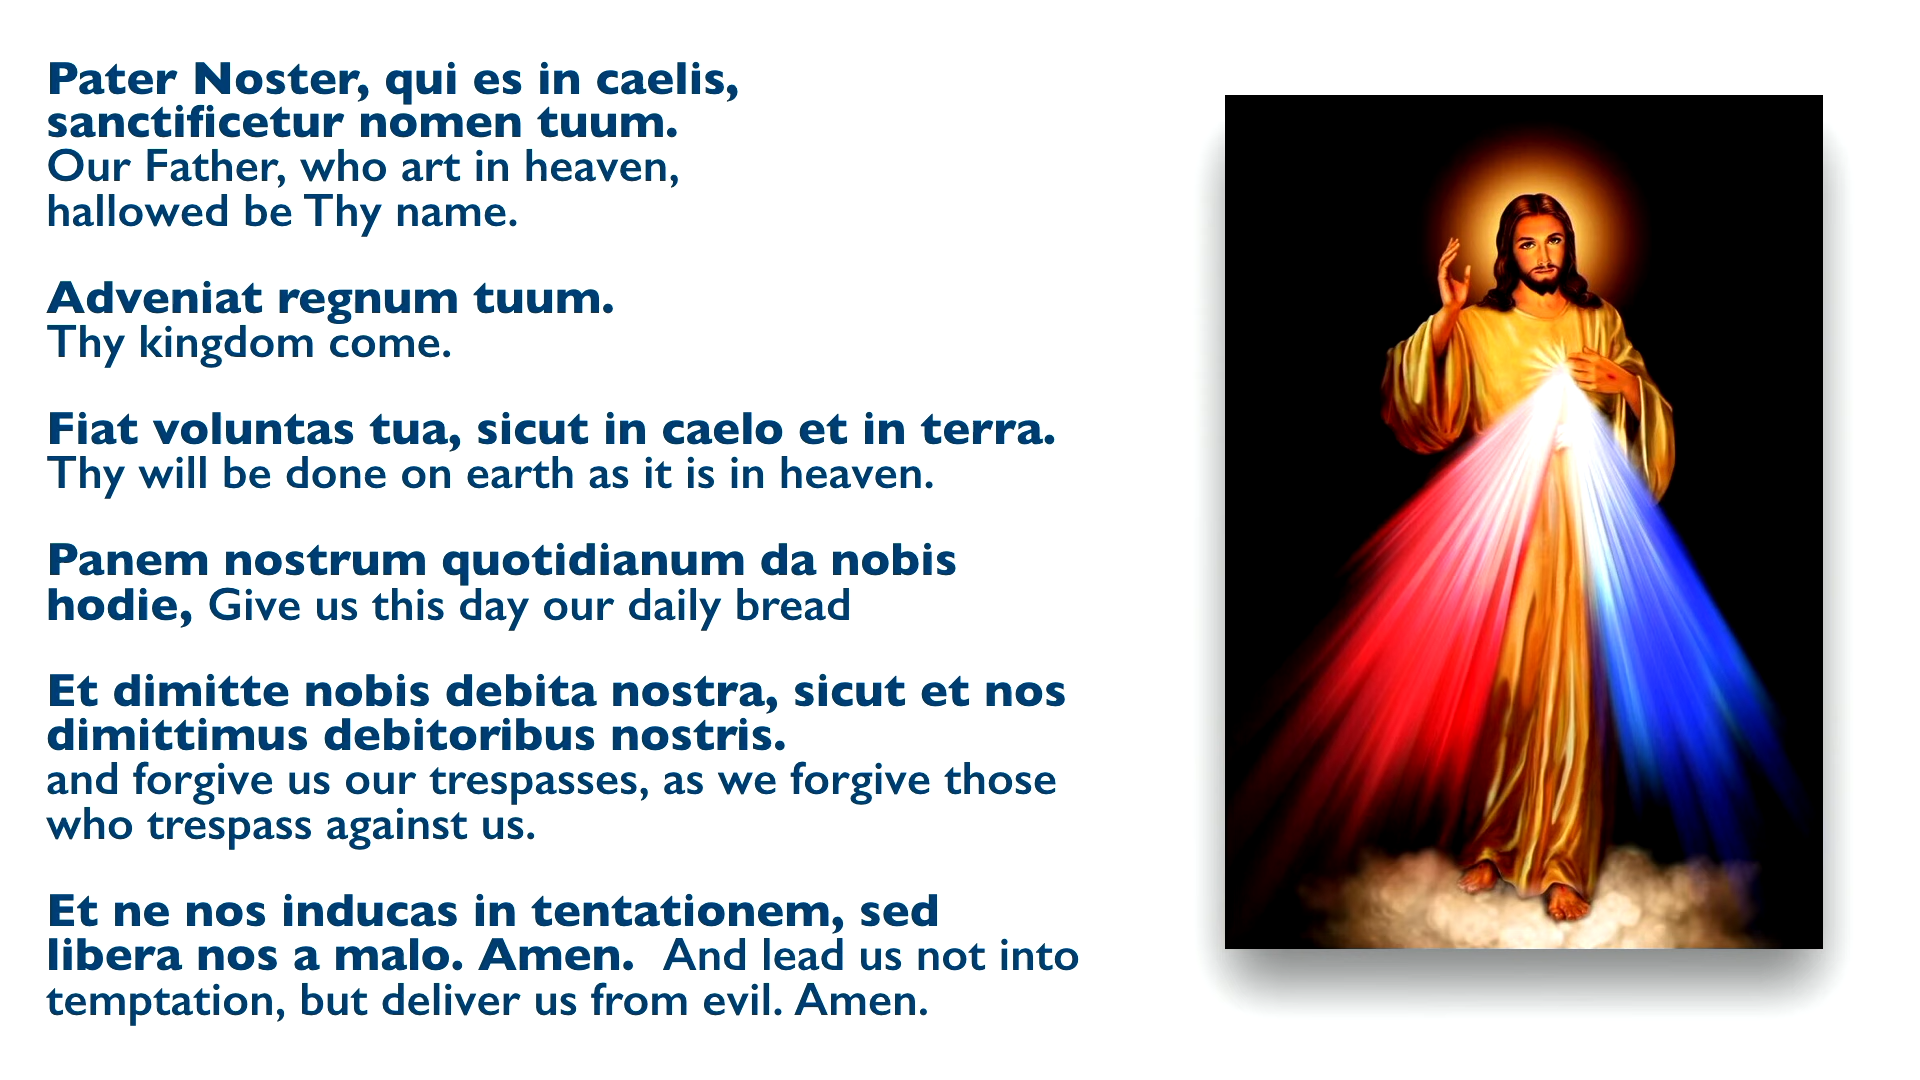 Pater Noster, qui es in caelis,
sanctificetur nomen tuum.
Our Father, who art in heaven,
hallowed be Thy name.
Adveniat regnum tuum.
Thy kingdom come.
Fiat voluntas tua, sicut in caelo et in terra.
Thy will be done on earth as it is in heaven.
Panem nostrum quotidianum da nobis
hodie, Give us this day our daily bread
Et dimitte nobis debita nostra, sicut et nos
dimittimus debitoribus nostris.
and forgive us our trespasses, as we forgive those
who trespass against us.
Et ne nos inducas in tentationem, sed
libera nos a malo. Amen. And lead us not into
temptation, but deliver us from evil. Amen.